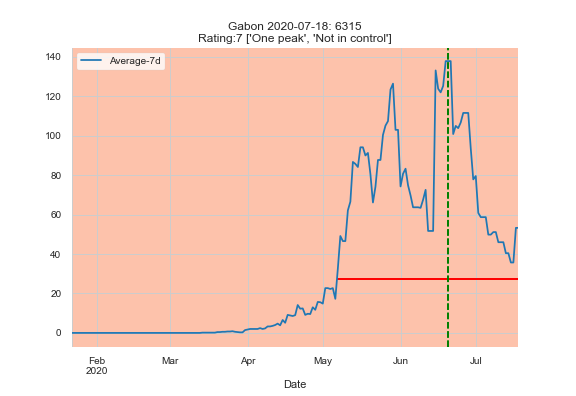 Gabon 2020-07-18: 6315
Rating:7 ['One peak', 'Not in control']
Average-7d
140
120
100
80
60
40
20
0
Feb
2020
Mar
Apr
May
Jun
Jul
Date